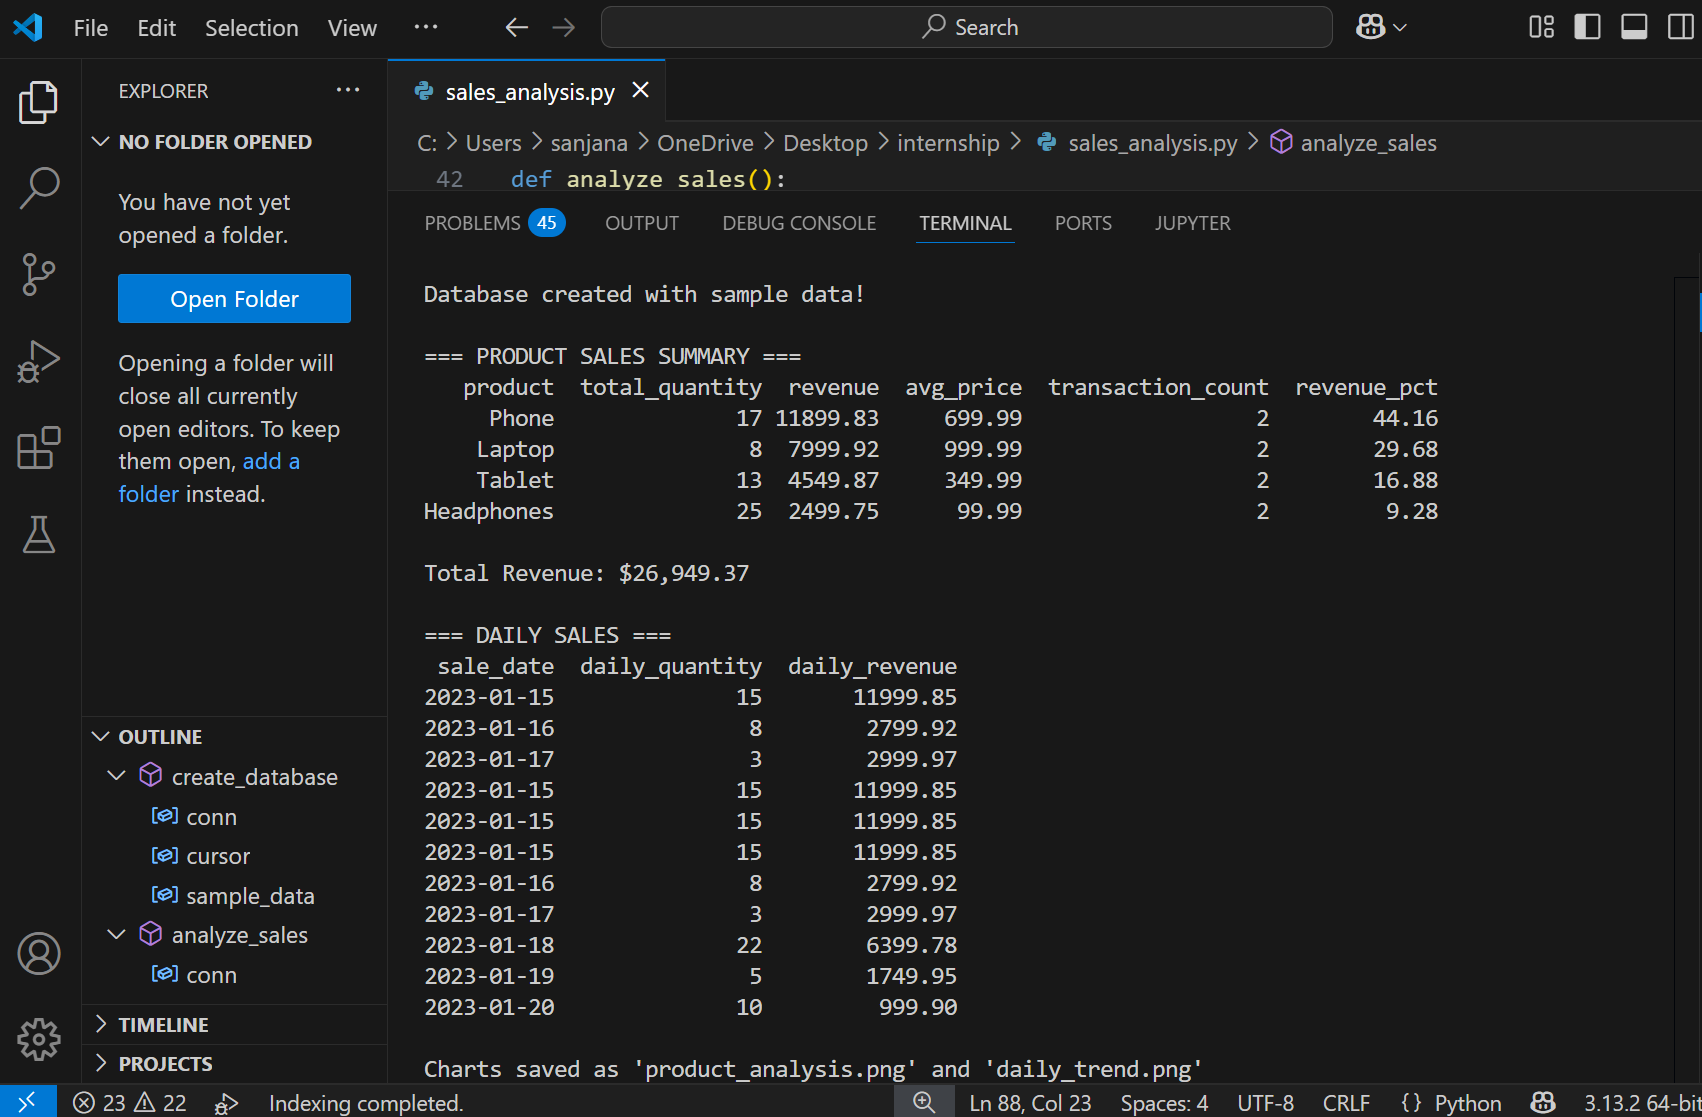 File Edit Selection View ··· Search
EXPLORER ···
NO FOLDER OPENED
You have not yet
opened a folder.
Open Folder
Opening a folder will
close all currently
open editors. To keep
them open, add a
folder instead.
OUTLINE
create_database
conn
cursor
sample_data
analyze_sales
conn
TIMELINE
PROJECTS
sales_analysis.py
C: > Users > sanjana > OneDrive > Desktop > internship > sales_analysis.py > analyze_sales
42 def analyze_sales():
PROBLEMS 45 OUTPUT DEBUG CONSOLE TERMINAL PORTS JUPYTER
Database created with sample data!
=== PRODUCT SALES SUMMARY ===
product total_quantity revenue avg_price transaction_count revenue_pct
Phone 17 11899.83 699.99 2 44.16
Laptop 8 7999.92 999.99 2 29.68
Tablet 13 4549.87 349.99 2 16.88
Headphones 25 2499.75 99.99 2 9.28
Total Revenue: $26,949.37
=== DAILY SALES ===
sale_date daily_quantity daily_revenue
2023-01-15 15 11999.85
2023-01-16 8 2799.92
2023-01-17 3 2999.97
2023-01-15 15 11999.85
2023-01-15 15 11999.85
2023-01-15 15 11999.85
2023-01-16 8 2799.92
2023-01-17 3 2999.97
2023-01-18 22 6399.78
2023-01-19 5 1749.95
2023-01-20 10 999.90
Charts saved as 'product_analysis.png' and 'daily_trend.png'
23 22 Indexing completed. Ln 88, Col 23 Spaces: 4 UTF-8 CRLF {} Python 3.13.2 64-bit